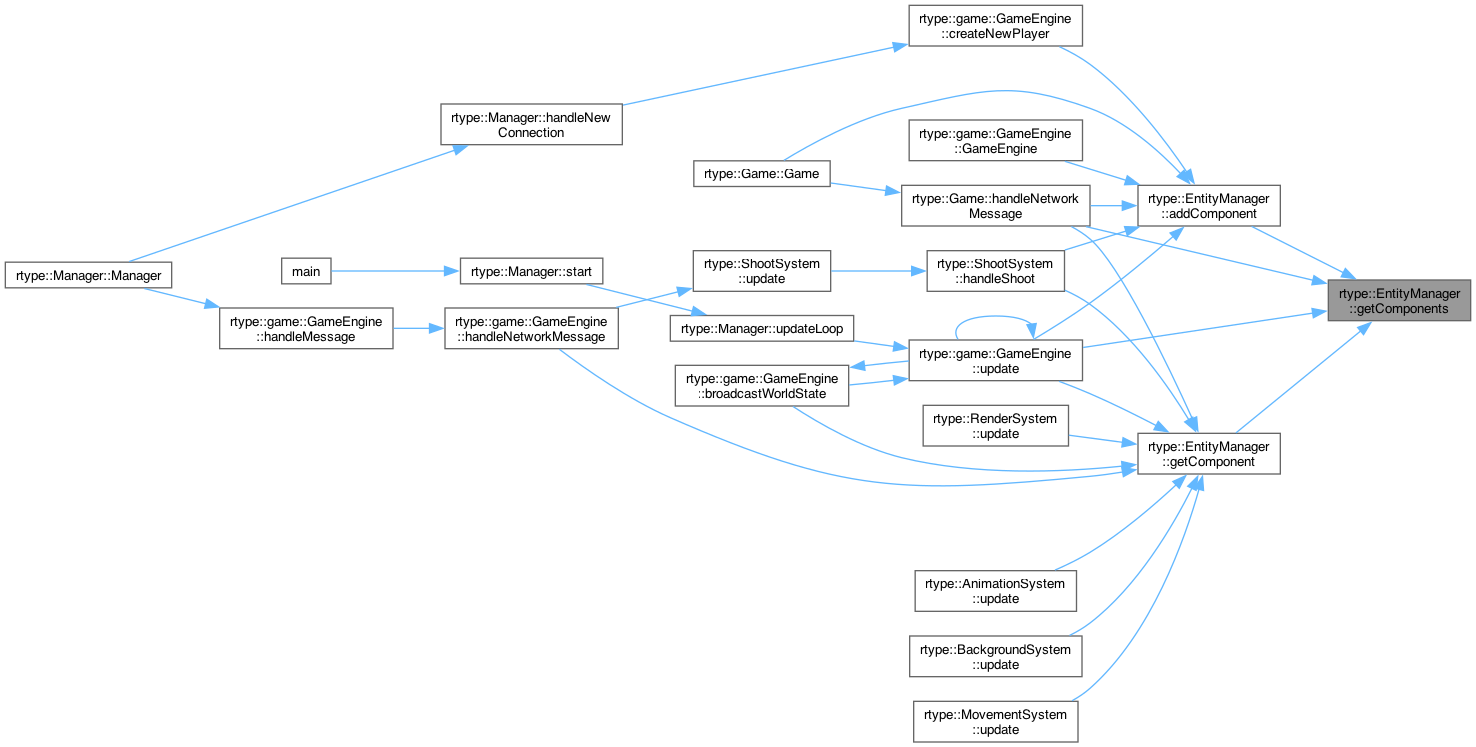 rtype::game::GameEngine
::createNewPlayer
rtype::Manager::handleNew
Connection
rtype::game::GameEngine
::GameEngine
rtype::Game::Game
rtype::Game::handleNetwork
Message
rtype::EntityManager
::addComponent
rtype::Manager::Manager
main
rtype::Manager::start
rtype::ShootSystem
::update
rtype::ShootSystem
::handleShoot
rtype::EntityManager
::getComponents
rtype::game::GameEngine
::handleMessage
rtype::game::GameEngine
::handleNetworkMessage
rtype::Manager::updateLoop
rtype::game::GameEngine
::update
rtype::game::GameEngine
::broadcastWorldState
rtype::RenderSystem
::update
rtype::EntityManager
::getComponent
rtype::AnimationSystem
::update
rtype::BackgroundSystem
::update
rtype::MovementSystem
::update